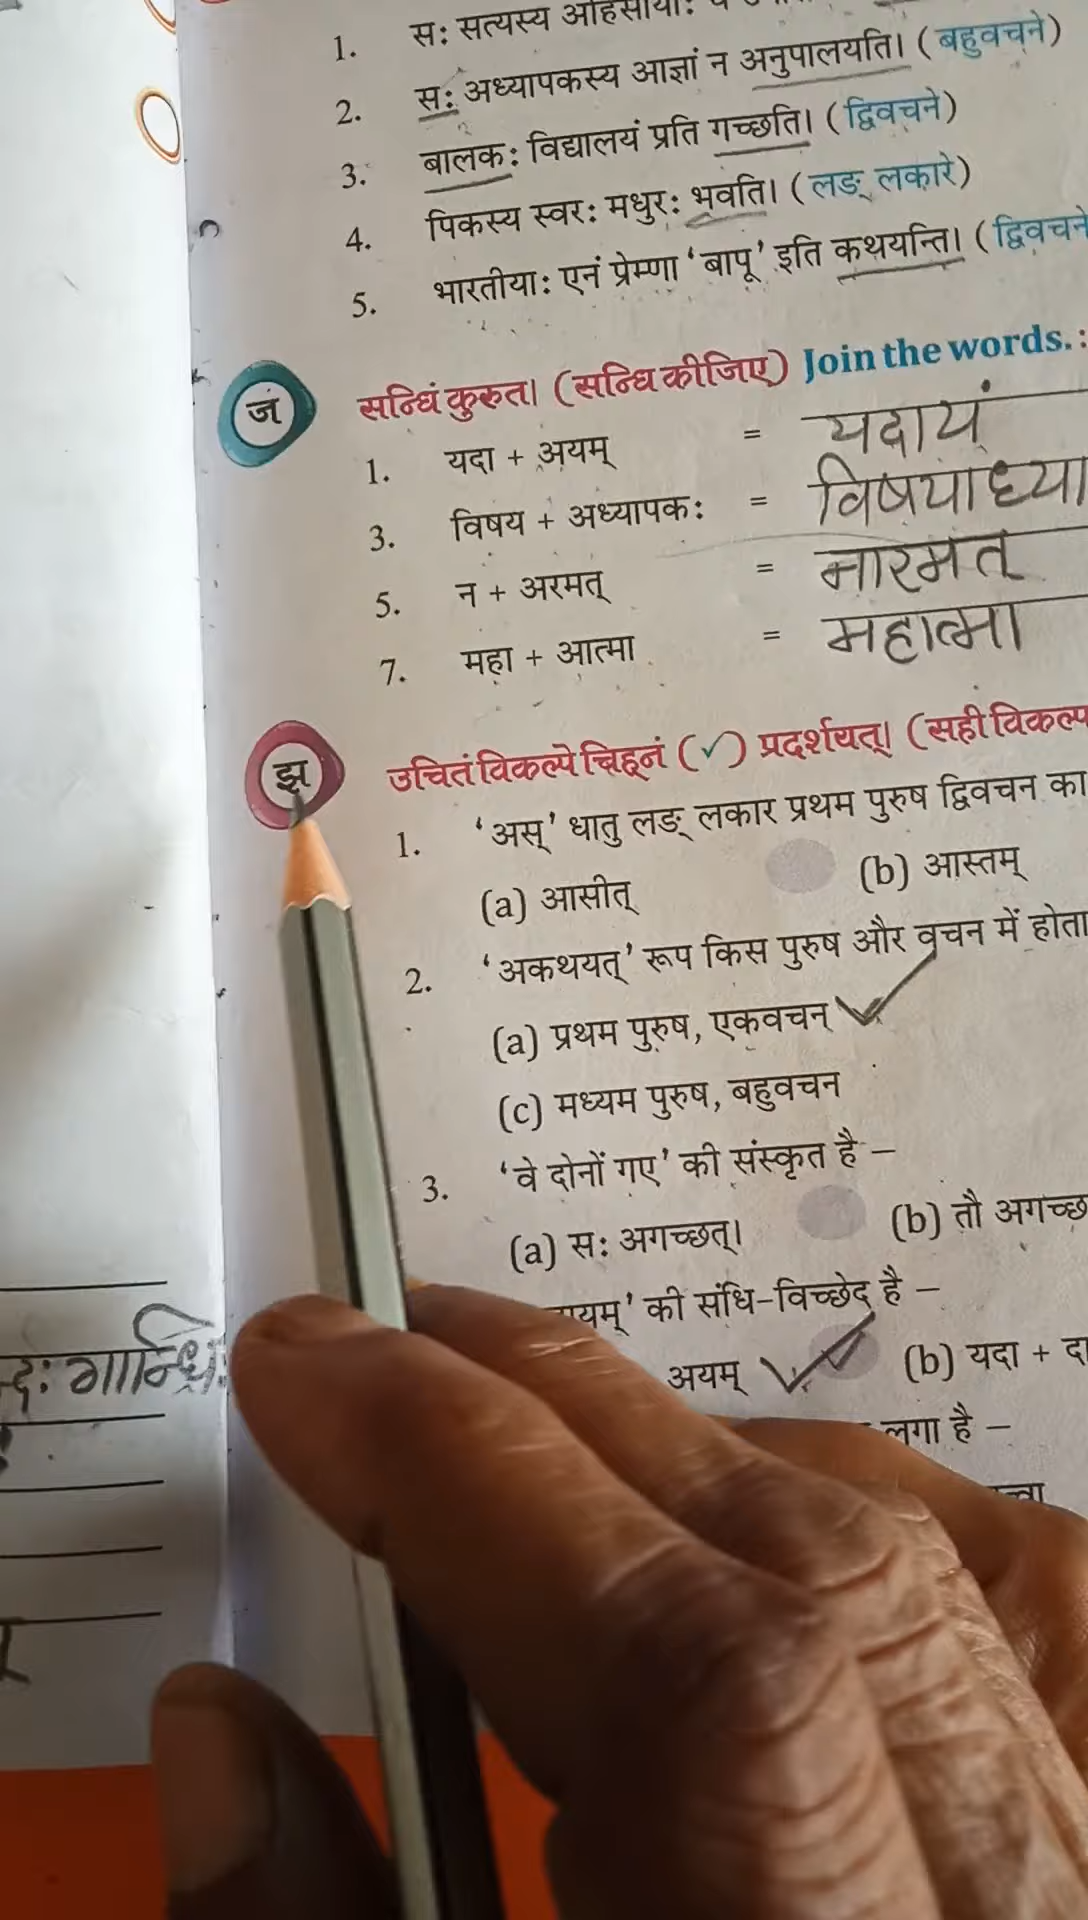 1. सः सत्यस्य
2. सः अध्यापकस्य आज्ञां न अनुपालयति। (बहुवचने)
3. बालकः विद्यालयं प्रति गच्छति। (द्विवचने)
4. पिकस्य स्वरः मधुरः भवति। (लङ् लकारे)
5. भारतीयाः एनं प्रेम्णा ‘बापू’ इति कथयन्ति। (द्विवचने
ज सन्धिं कुरुत। (सन्धि कीजिए) Join the words. :
1. यदा + अयम् = यदायं
3. विषय + अध्यापकः = विषयाध्या
5. न + अरमत् = नारमत्
7. महा + आत्मा = महात्मा
झ उचितं विकल्पे चिह्नं (✓) प्रदर्शयत्। (सही विकल्प
1. ‘अस्’ धातु लङ् लकार प्रथम पुरुष द्विवचन का
(a) आसीत् (b) आस्तम्
2. ‘अकथयत्’ रूप किस पुरुष और वचन में होता
(a) प्रथम पुरुष, एकवचन
(c) मध्यम पुरुष, बहुवचन
3. ‘वे दोनों गए’ की संस्कृत है –
(a) सः अगच्छत्। (b) तौ अगच्छ
की संधि-विच्छेद है –
अयम् (b) यदा + दा
लगा है –